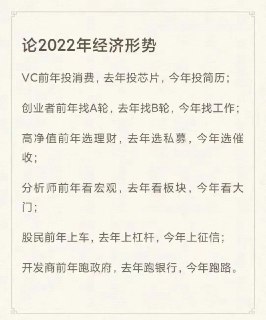 论2022年经济形势
VC前年投消费，去年投芯片，今年投简历；
创业者前年找A轮，去年找B轮，今年找工作；
高净值前年选理财，去年选私募，今年选催
收；
分析师前年看宏观，去年看板块，今年看大
门；
股民前年上车，去年上杠杆，今年上征信；
开发商前年跑政府，去年跑银行，今年跑路。